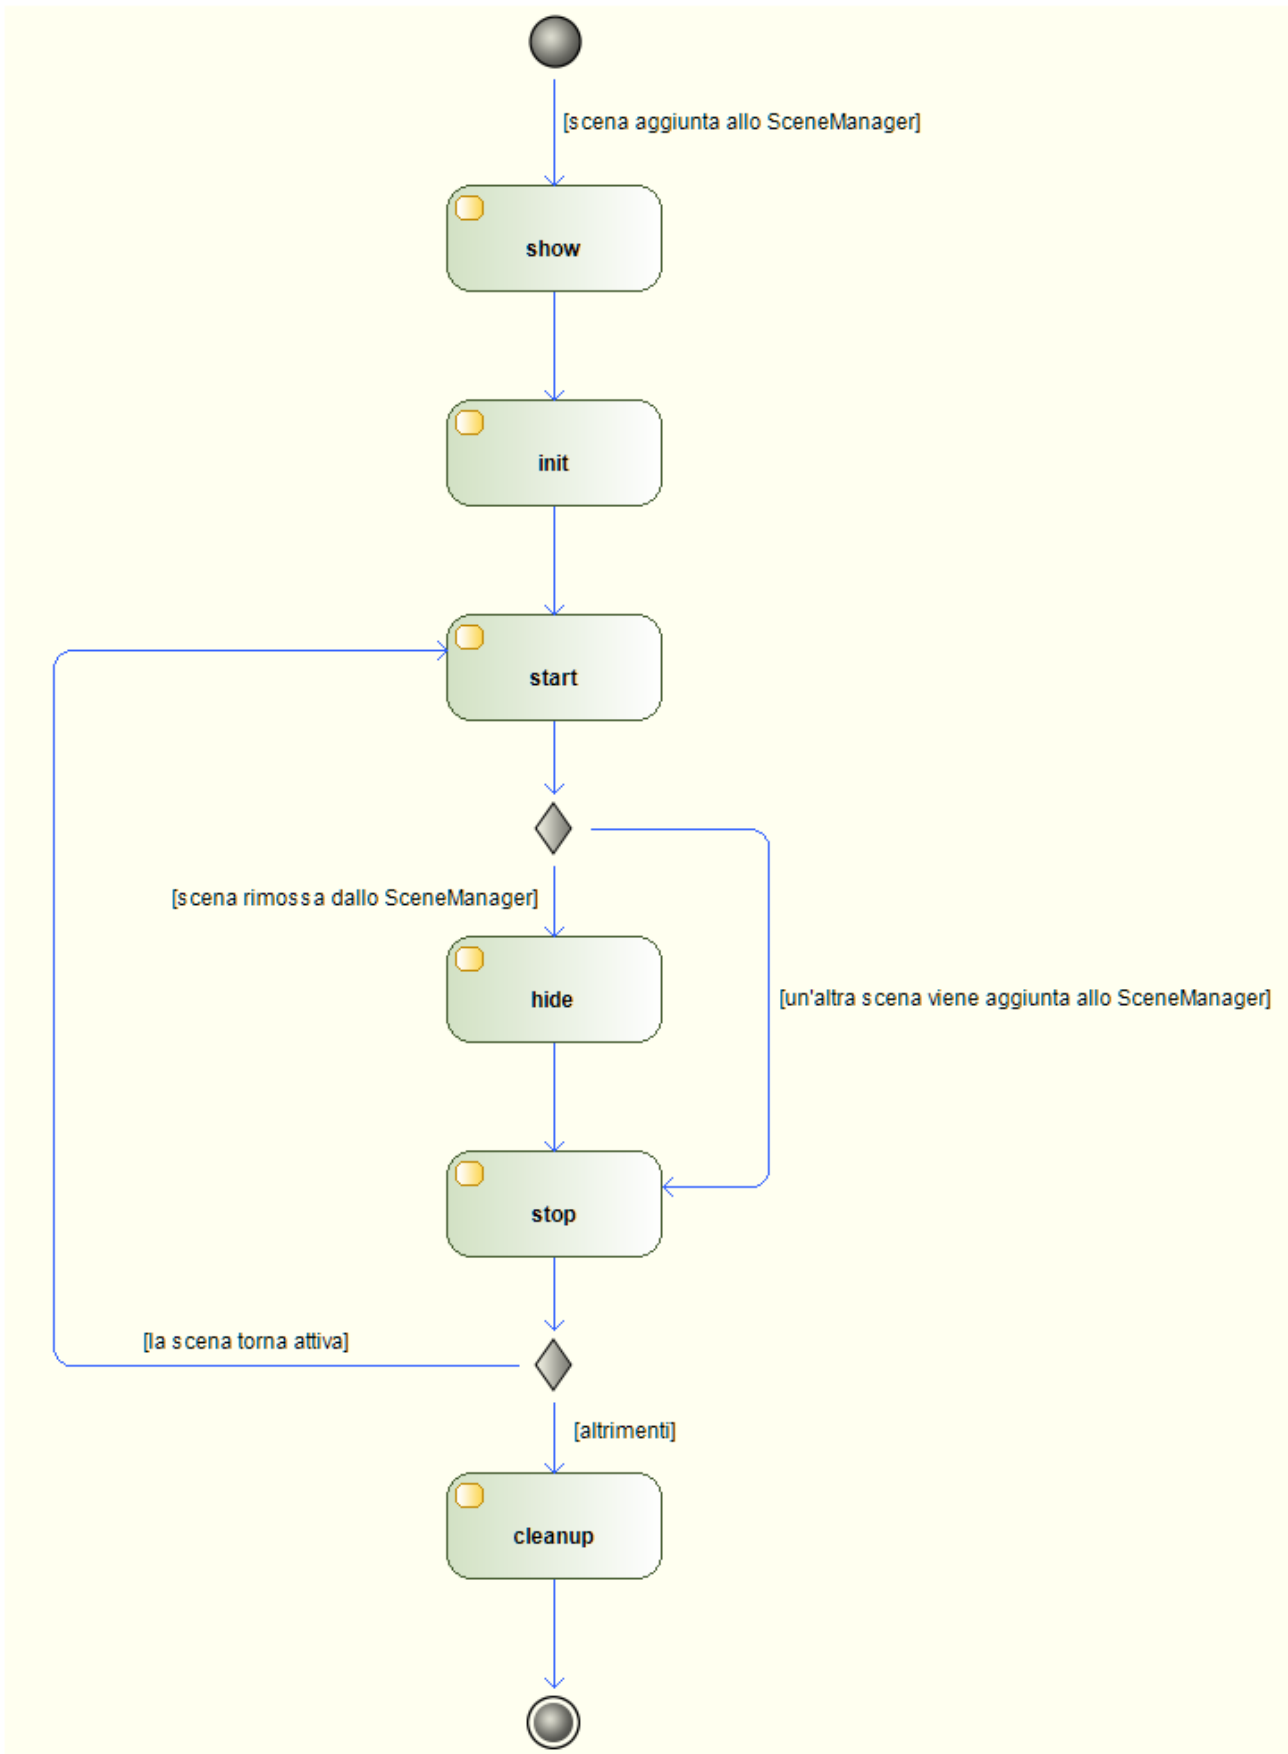 [scena aggiunta allo SceneManager]
show
init
start
[scena rimossa dallo SceneManager]
hide
[un'altra scena viene aggiunta allo SceneManager]
stop
[la scena torna attiva]
[altrimenti]
cleanup